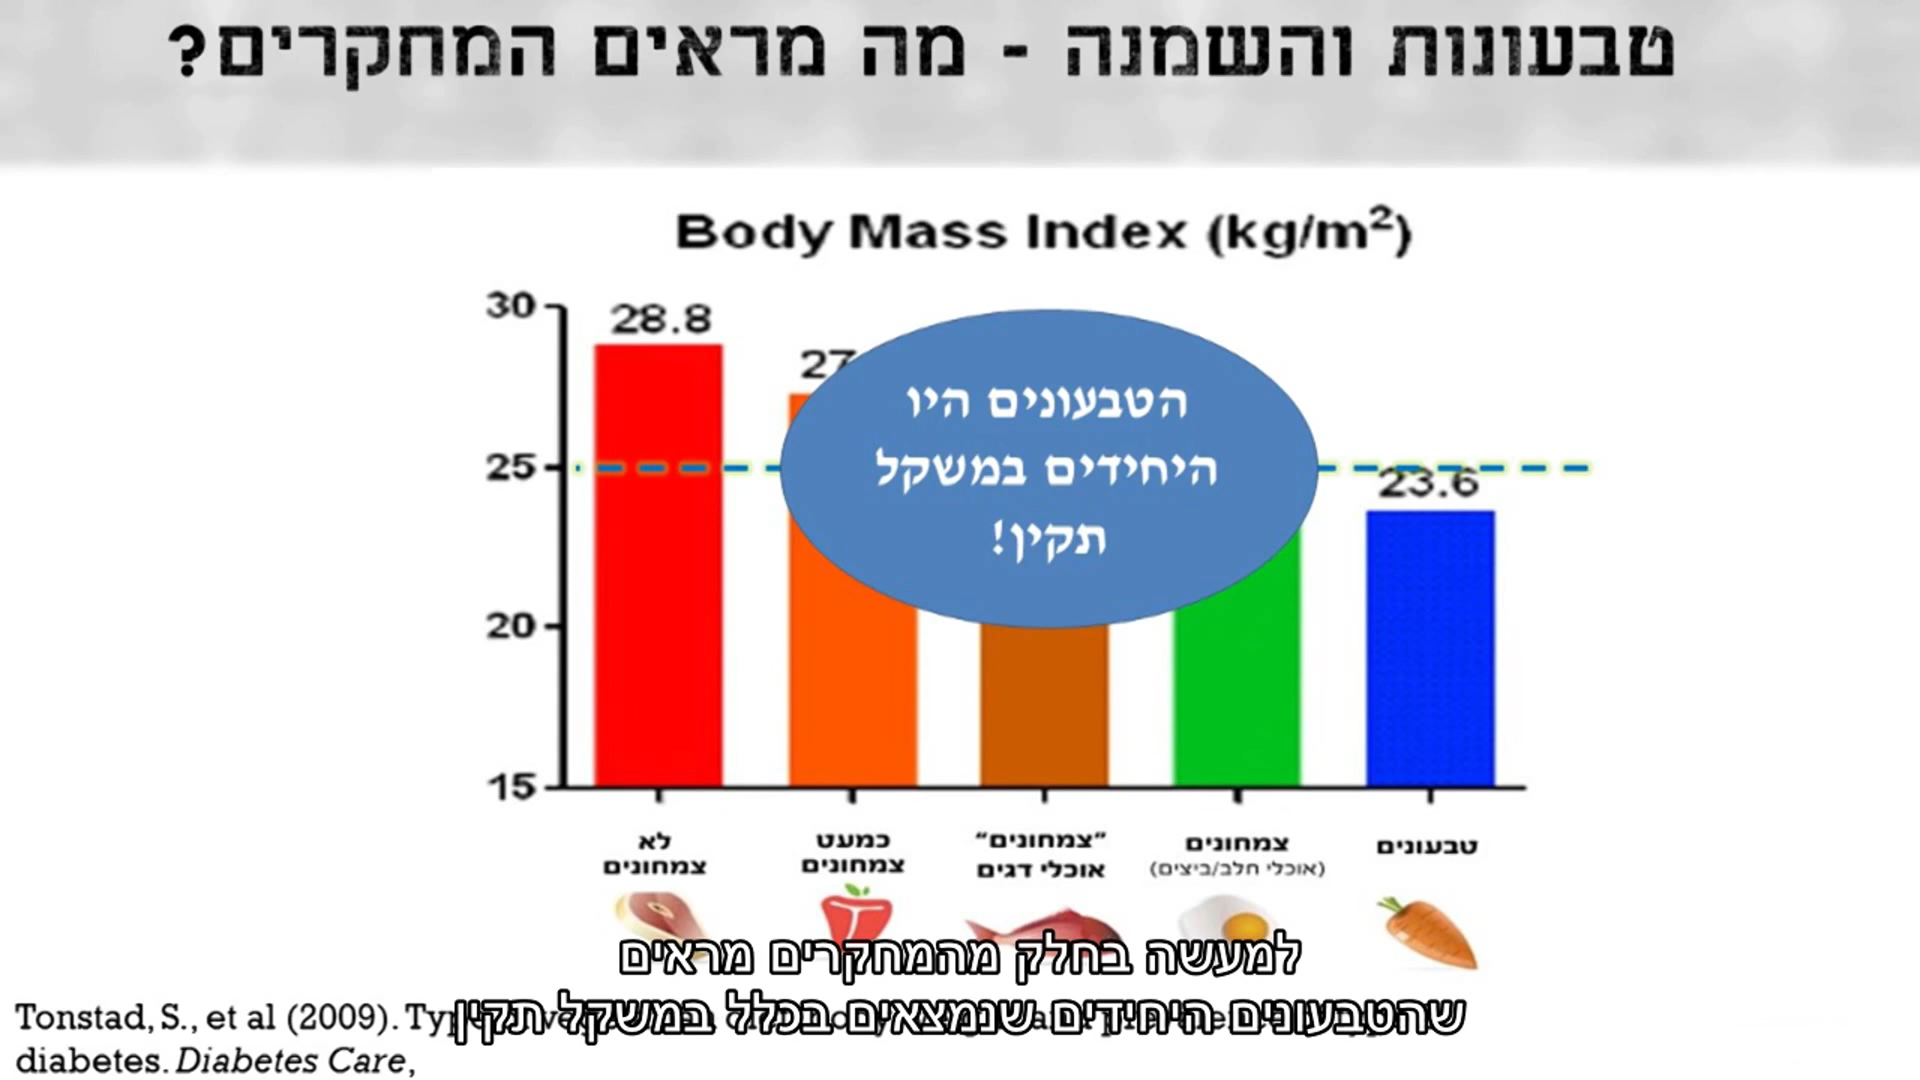 טבעונות והשמנה - מה מראים המחקרים?
Body Mass Index (kg/m²)
30
28.8
27
הטבעונים היו
היחידים במשקל
תקין!
25
23.6
20
15
לא
צמחונים
כמעט
צמחונים
"צמחונים"
אוכלי דגים
צמחונים
(אוכלי חלב/ביצים)
טבעונים
למעשה בחלק מהמחקרים מראים
שהטבעונים היחידים שנמצאים בכלל במשקל תקין
Tonstad, S., et al (2009).
diabetes. Diabetes Care,